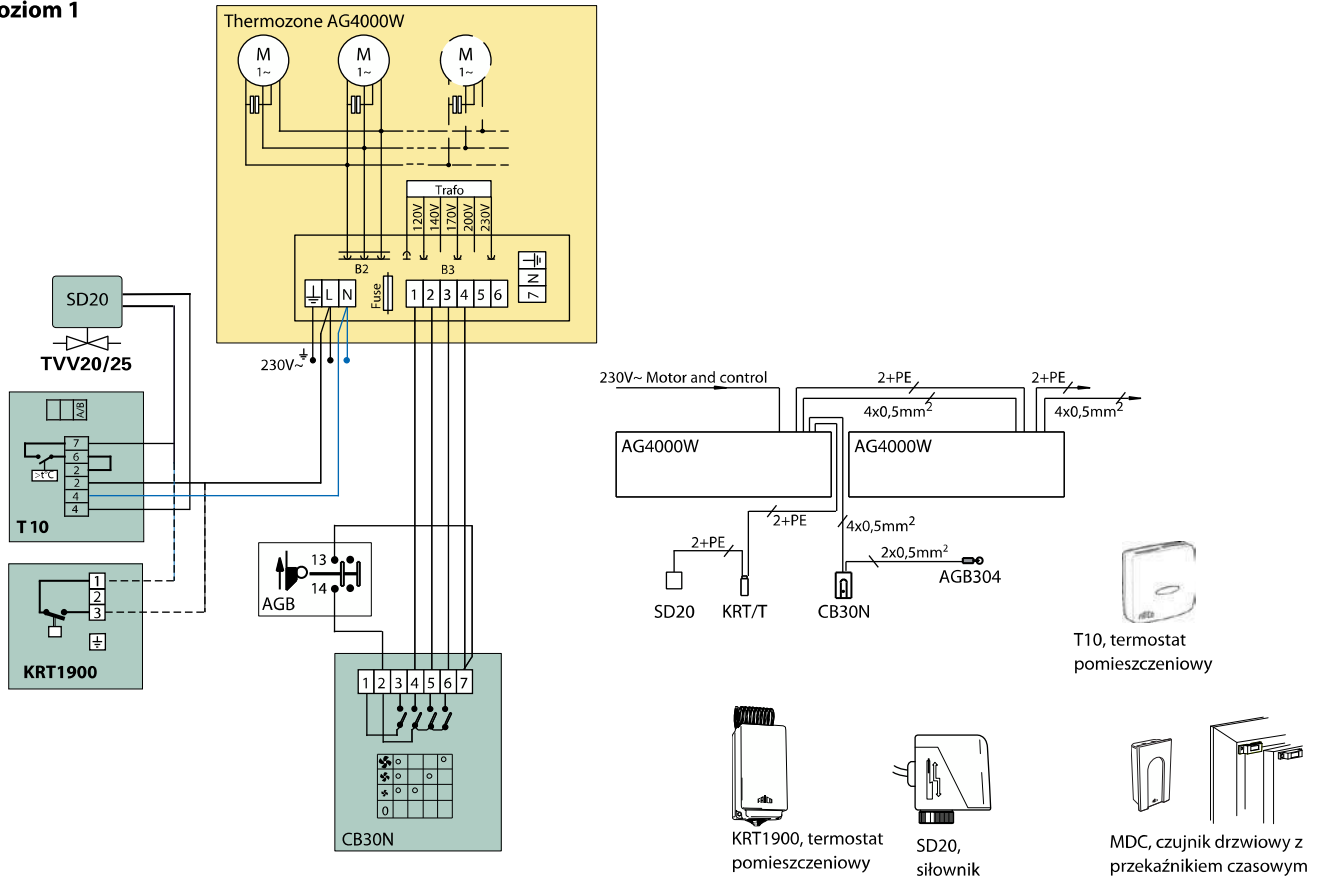 oziom 1
Thermozone AG4000W
M
1~
M
1~
M
1~
Trafo
120V
140V
170V
200V
230V
B2
B3
L
N
Fuse
1 2 3 4 5 6
7 N
230V~
SD20
TVV20/25
A/B
7
6
2
2
4
4
>t°C
T 10
1
2
3
KRT1900
13
14
AGB
1 2 3 4 5 6 7
0
CB30N
230V~ Motor and control
2+PE
2+PE
4x0,5mm²
4x0,5mm²
AG4000W
AG4000W
2+PE
4x0,5mm²
2+PE
2x0,5mm²
AGB304
SD20
KRT/T
CB30N
T10, termostat
pomieszczeniowy
KRT1900, termostat
pomieszczeniowy
SD20,
siłownik
MDC, czujnik drzwiowy z
przekaźnikiem czasowym